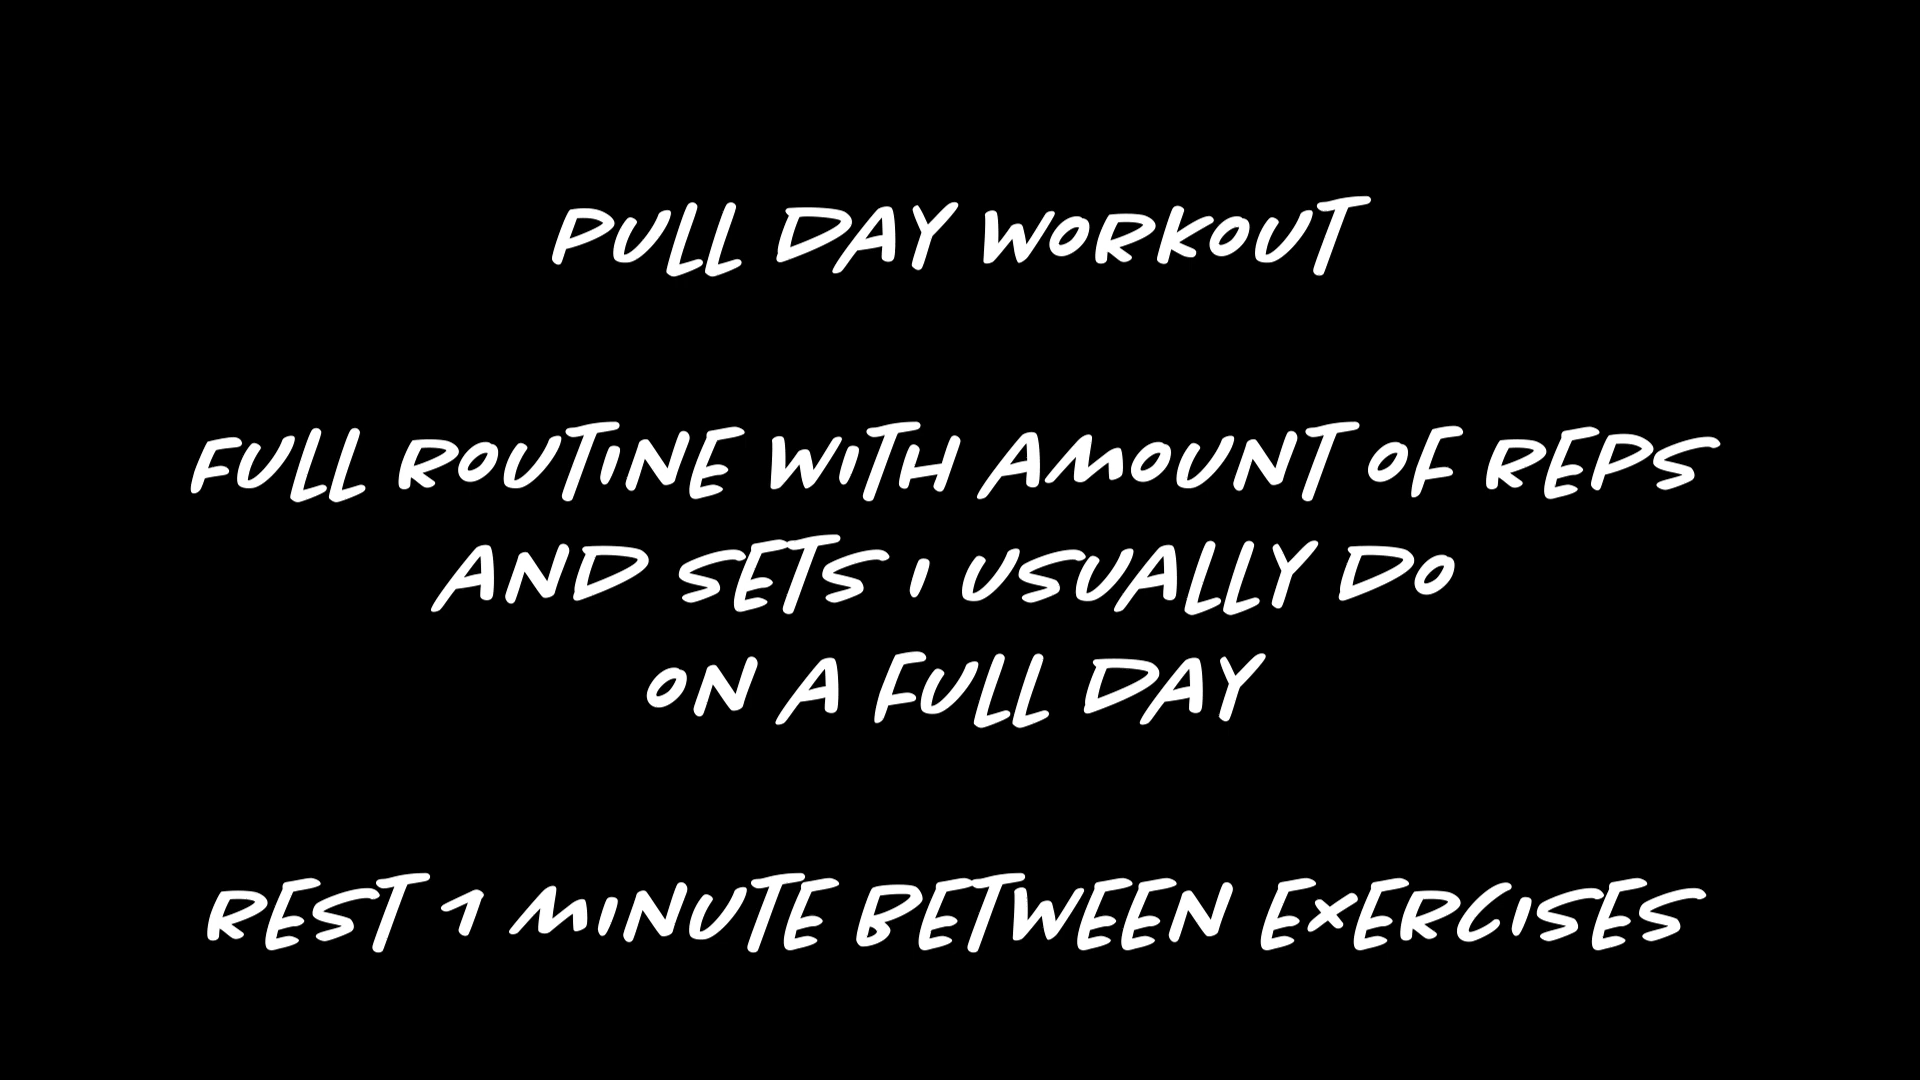 PULL DAY WORKOUT
FULL ROUTINE WITH AMOUNT OF REPS
AND SETS I USUALLY DO
ON A FULL DAY
REST 1 MINUTE BETWEEN EXERCISES